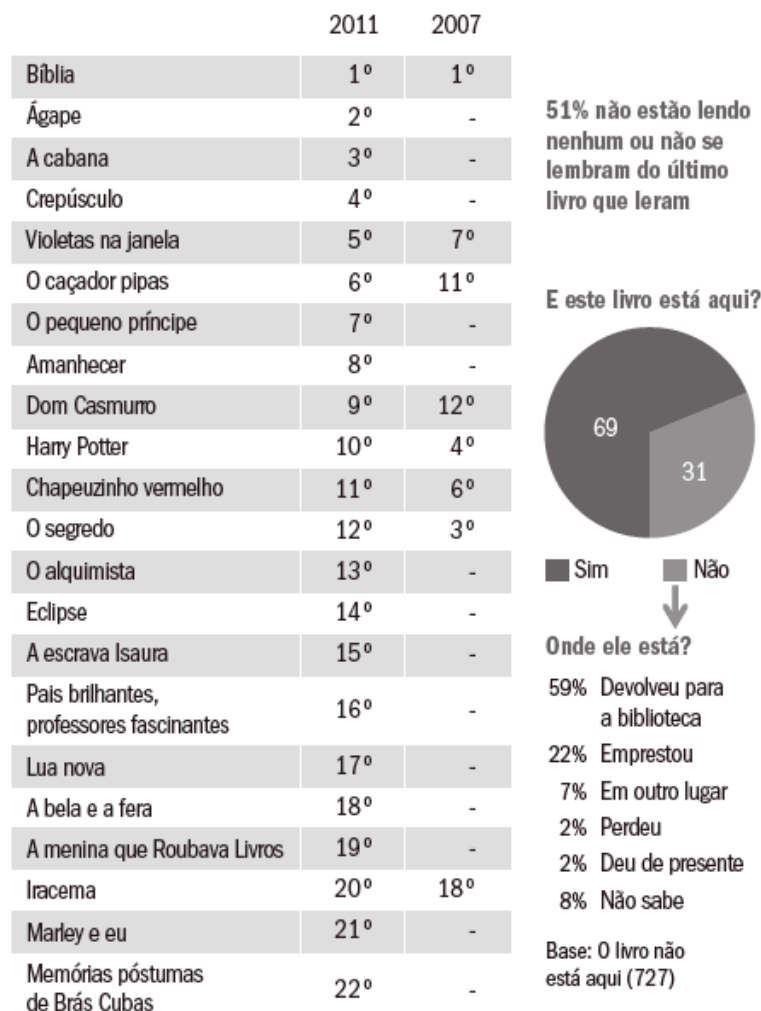 2011 2007
Bíblia 1º 1º
Ágape 2º -
A cabana 3º -
Crepúsculo 4º -
Violetas na janela 5º 7º
O caçador pipas 6º 11º
O pequeno príncipe 7º -
Amanhecer 8º -
Dom Casmurro 9º 12º
Harry Potter 10º 4º
Chapeuzinho vermelho 11º 6º
O segredo 12º 3º
O alquimista 13º -
Eclipse 14º -
A escrava Isaura 15º -
Pais brilhantes,
professores fascinantes 16º -
Lua nova 17º -
A bela e a fera 18º -
A menina que Roubava Livros 19º -
Iracema 20º 18º
Marley e eu 21º -
Memórias póstumas
de Brás Cubas 22º -
51% não estão lendo
nenhum ou não se
lembram do último
livro que leram
E este livro está aqui?
69
31
Sim Não
Onde ele está?
59% Devolveu para
a biblioteca
22% Emprestou
7% Em outro lugar
2% Perdeu
2% Deu de presente
8% Não sabe
Base: O livro não
está aqui (727)